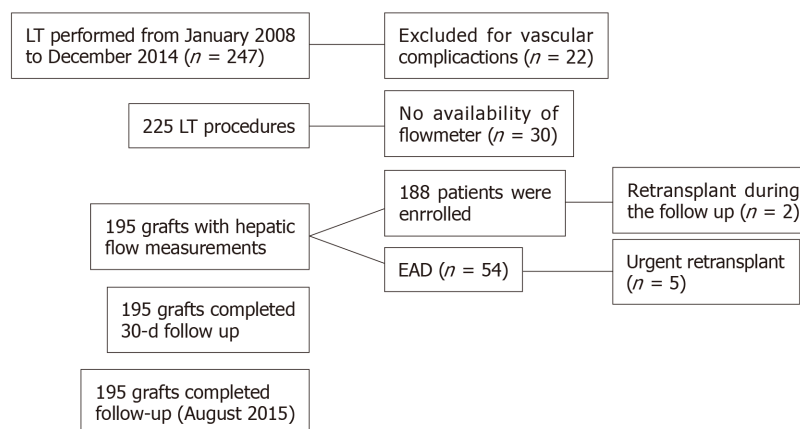 LT performed from January 2008
to December 2014 (n = 247)
Excluded for vascular
complicactions (n = 22)
225 LT procedures
No availability of
flowmeter (n = 30)
195 grafts with hepatic
flow measurements
188 patients were
enrrolled
Retransplant during
the follow up (n = 2)
EAD (n = 54)
Urgent retransplant
(n = 5)
195 grafts completed
30-d follow up
195 grafts completed
follow-up (August 2015)